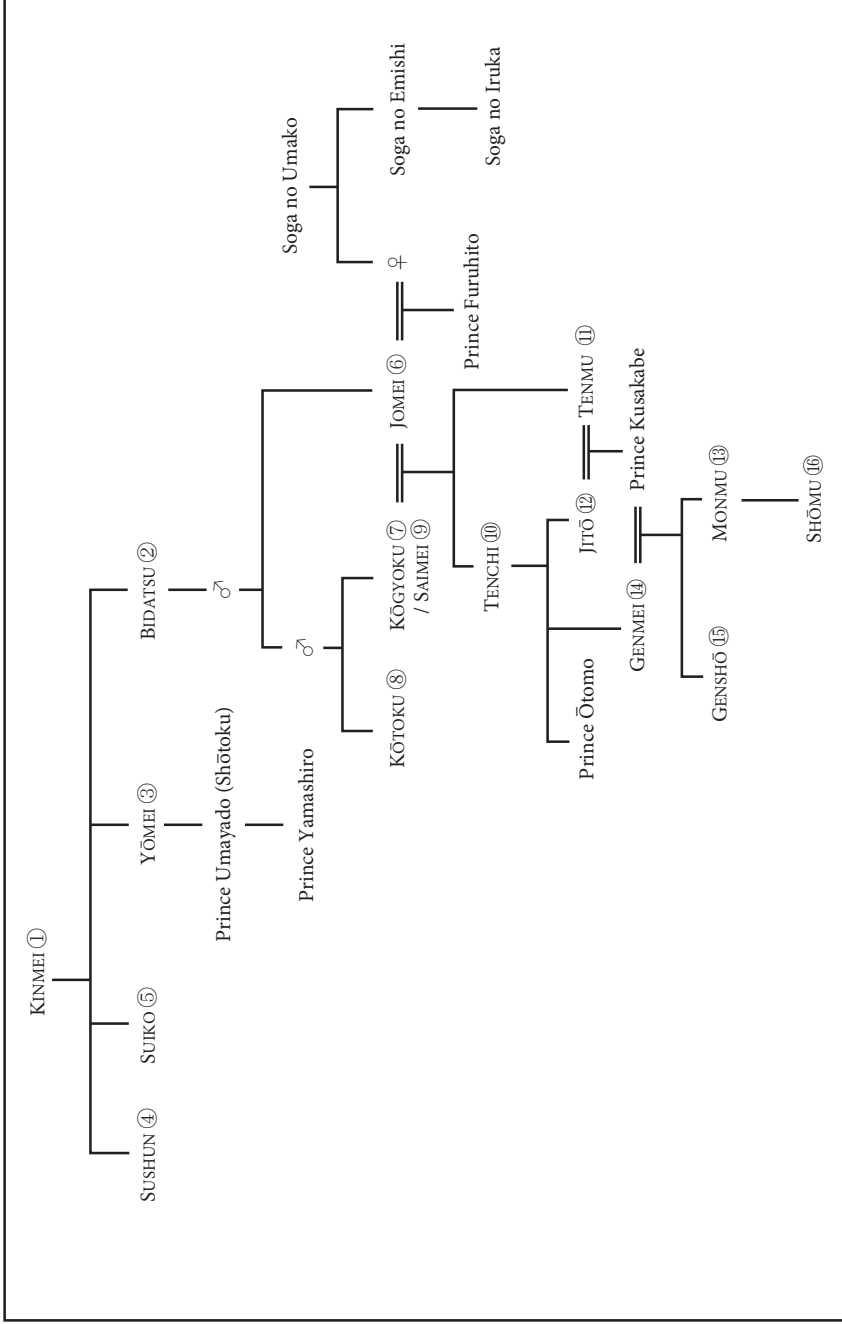 KINMEI ①
SUSHUN ④
SUIKO ⑤
YŌMEI ③
BIDATSU ②
Prince Umayado (Shōtoku)
♂
Soga no Umako
Prince Yamashiro
♂
KŌTOKU ⑧
KŌGYOKU ⑦
/ SAIMEI ⑨
JOMEI ⑥
♀
Soga no Emishi
Prince Furuhito
Soga no Iruka
TENCHI ⑩
TENMU ⑪
Prince Ōtomo
JITŌ ⑫
GENMEI ⑭
Prince Kusakabe
GENSHŌ ⑮
MONMU ⑬
SHŌMU ⑯